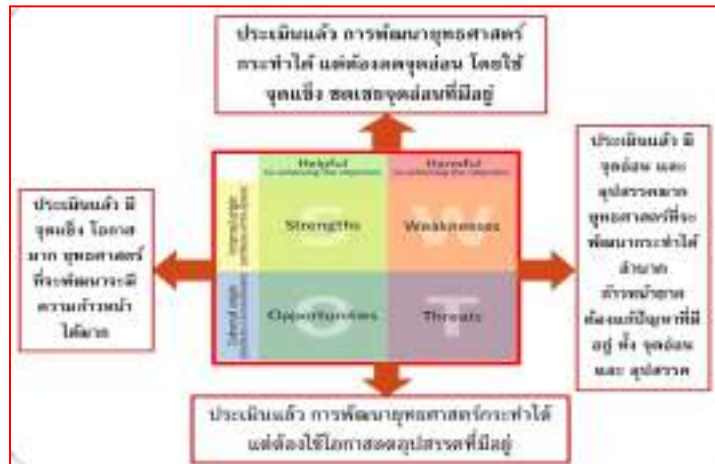 ประเมินแล้ว การพัฒนายุทธศาสตร์
กระทำได้ แต่ต้องลดจุดอ่อน โดยใช้
จุดแข็ง ชดเชยจุดอ่อนที่มีอยู่
ประเมินแล้ว มี
จุดแข็ง โอกาส
มาก ยุทธศาสตร์
ที่จะพัฒนาจะมี
ความก้าวหน้า
ได้มาก
Helpful
to achieving the objective
Harmful
to achieving the objective
Internal origin
Strengths
Weaknesses
External origin
Opportunities
Threats
S
W
O
T
ประเมินแล้ว มี
จุดอ่อน และ
อุปสรรคมาก
ยุทธศาสตร์ที่จะ
พัฒนากระทำได้
ลำบาก
ก้าวหน้ายาก
ต้องแก้ปัญหาที่มี
อยู่ ทั้ง จุดอ่อน
และ อุปสรรค
ประเมินแล้ว การพัฒนายุทธศาสตร์กระทำได้
แต่ต้องใช้โอกาสลดอุปสรรคที่มีอยู่